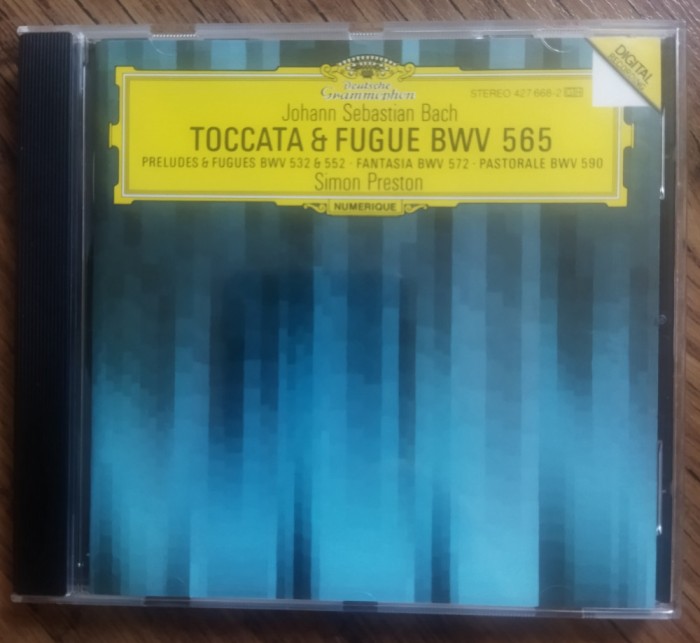 Deutsche
Grammophon
STEREO 427 668-2
DIGITAL
RECORDING
Johann Sebastian Bach
TOCCATA & FUGUE BWV 565
PRELUDES & FUGUES BWV 532 & 552 · FANTASIA BWV 572 · PASTORALE BWV 590
Simon Preston
NUMERIQUE